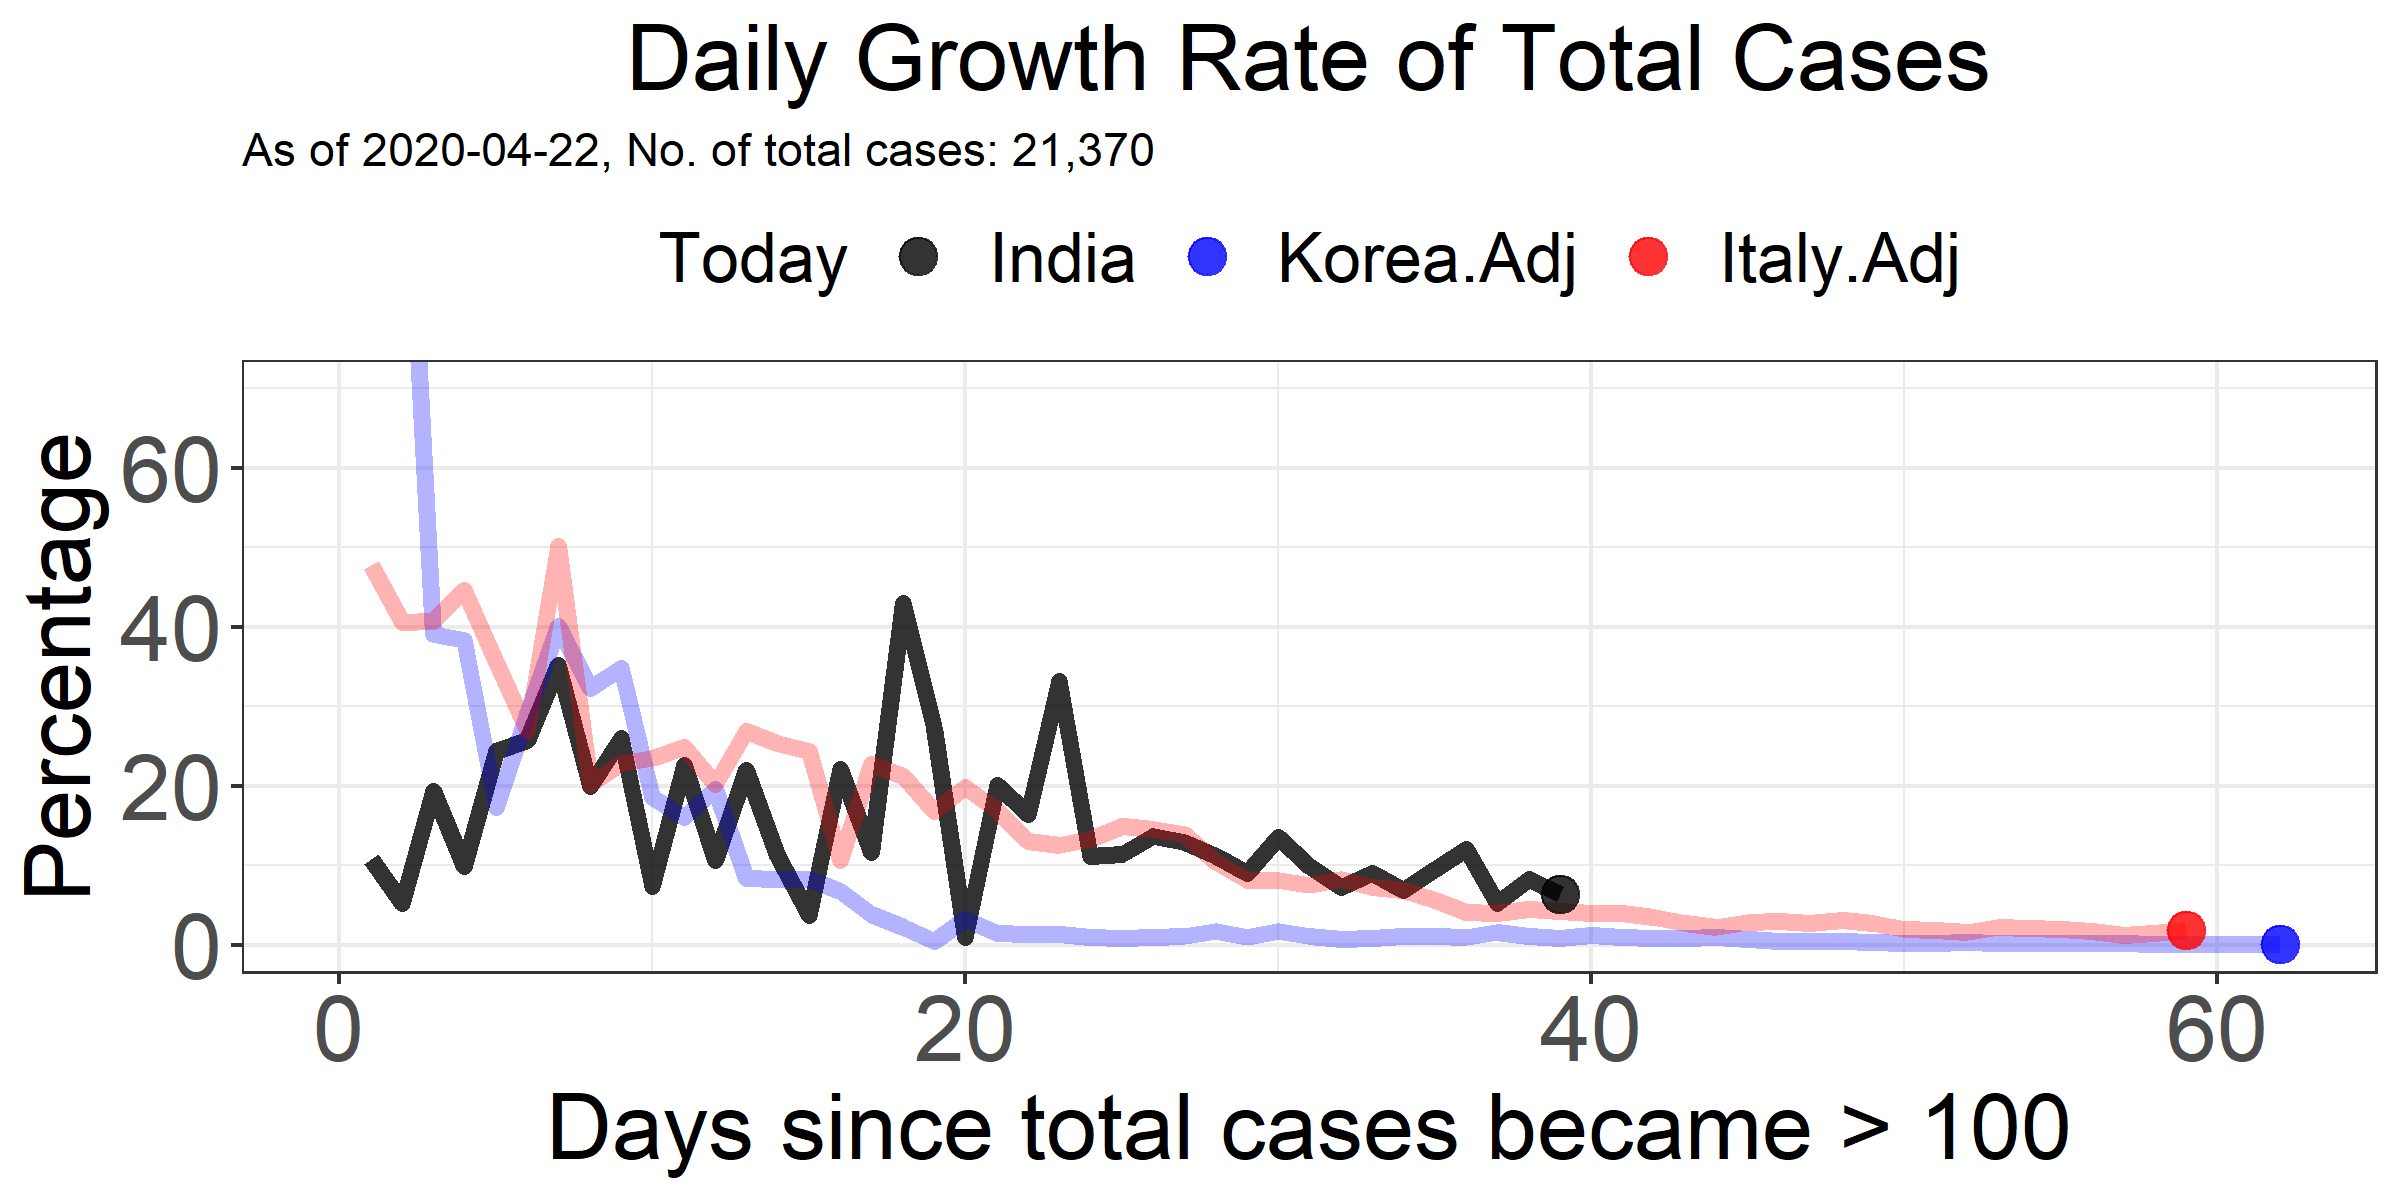 Daily Growth Rate of Total Cases
As of 2020-04-22, No. of total cases: 21,370
Today India Korea.Adj Italy.Adj
Percentage
60
40
20
0
0 20 40 60
Days since total cases became > 100